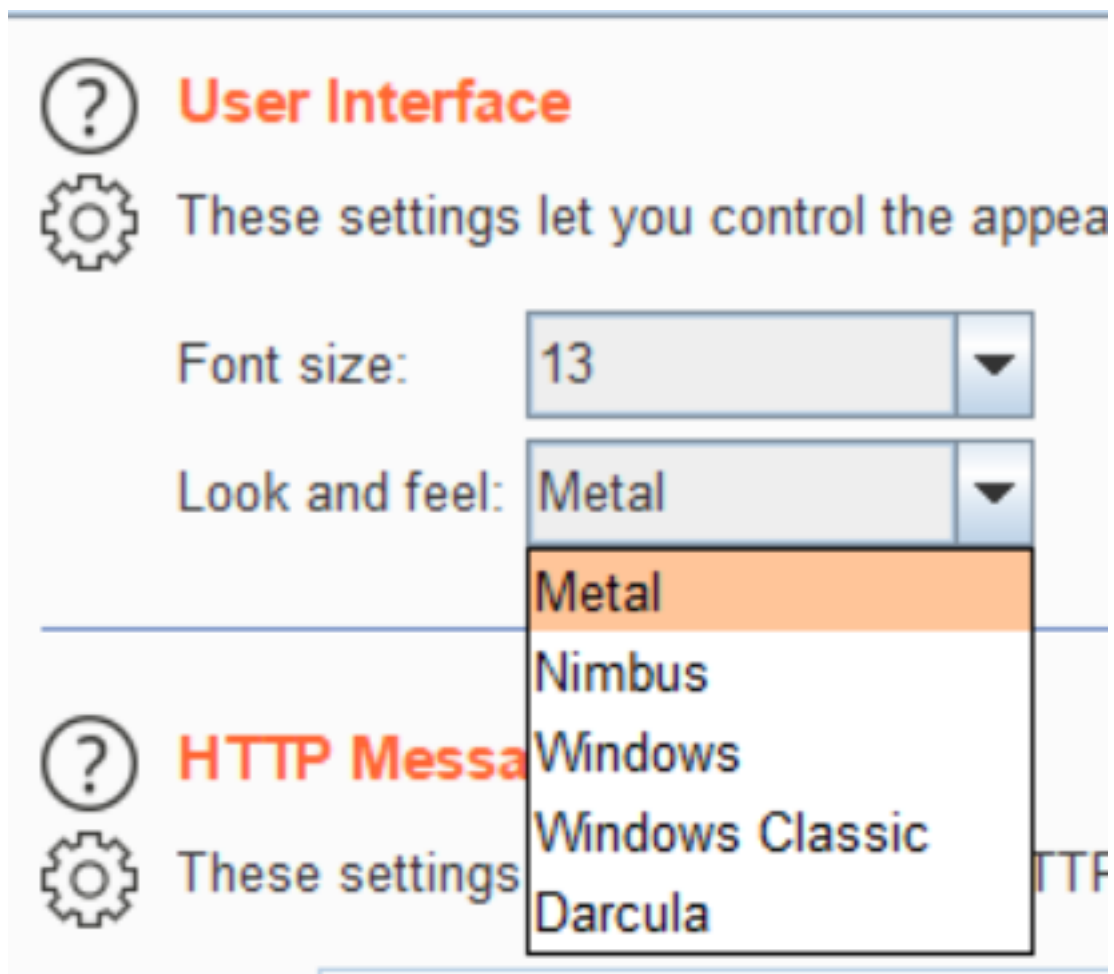 User Interface
These settings let you control the appea
Font size: 13
Look and feel: Metal
Metal
Nimbus
Windows
HTTP Messa
Windows Classic
These settings TTP
Darcula